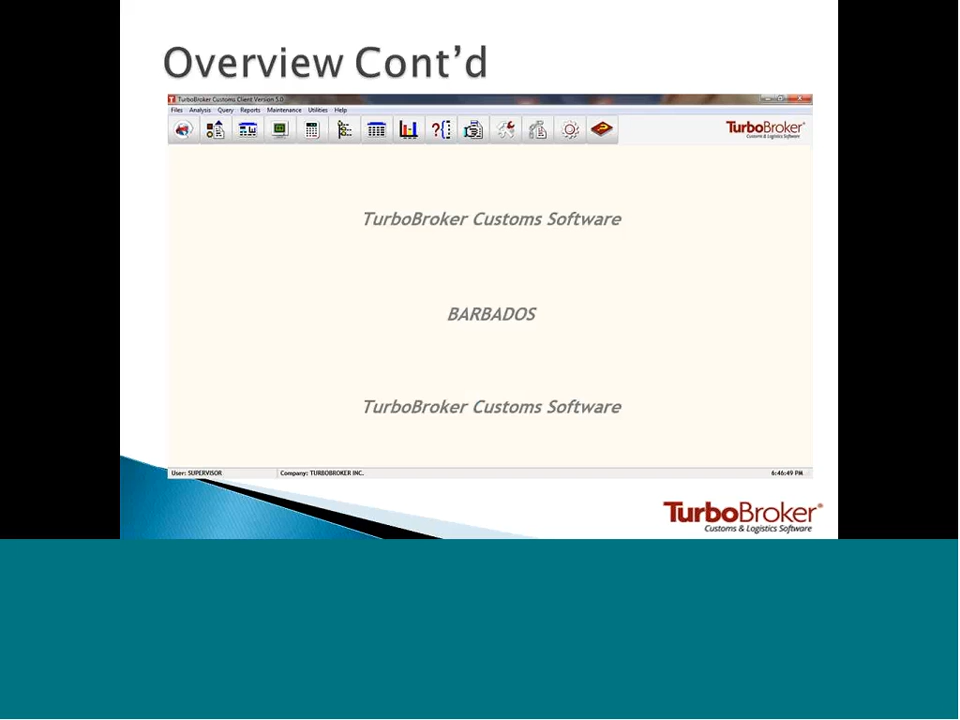 Overview Cont'd
TurboBroker Customs Client Version 5.0
Files Analysis Query Reports Maintenance Utilities Help
TurboBroker®
Customs & Logistics Software
TurboBroker Customs Software
BARBADOS
TurboBroker Customs Software
User: SUPERVISOR Company: TURBOBROKER INC. 6:46:49 PM
TurboBroker®
Customs & Logistics Software